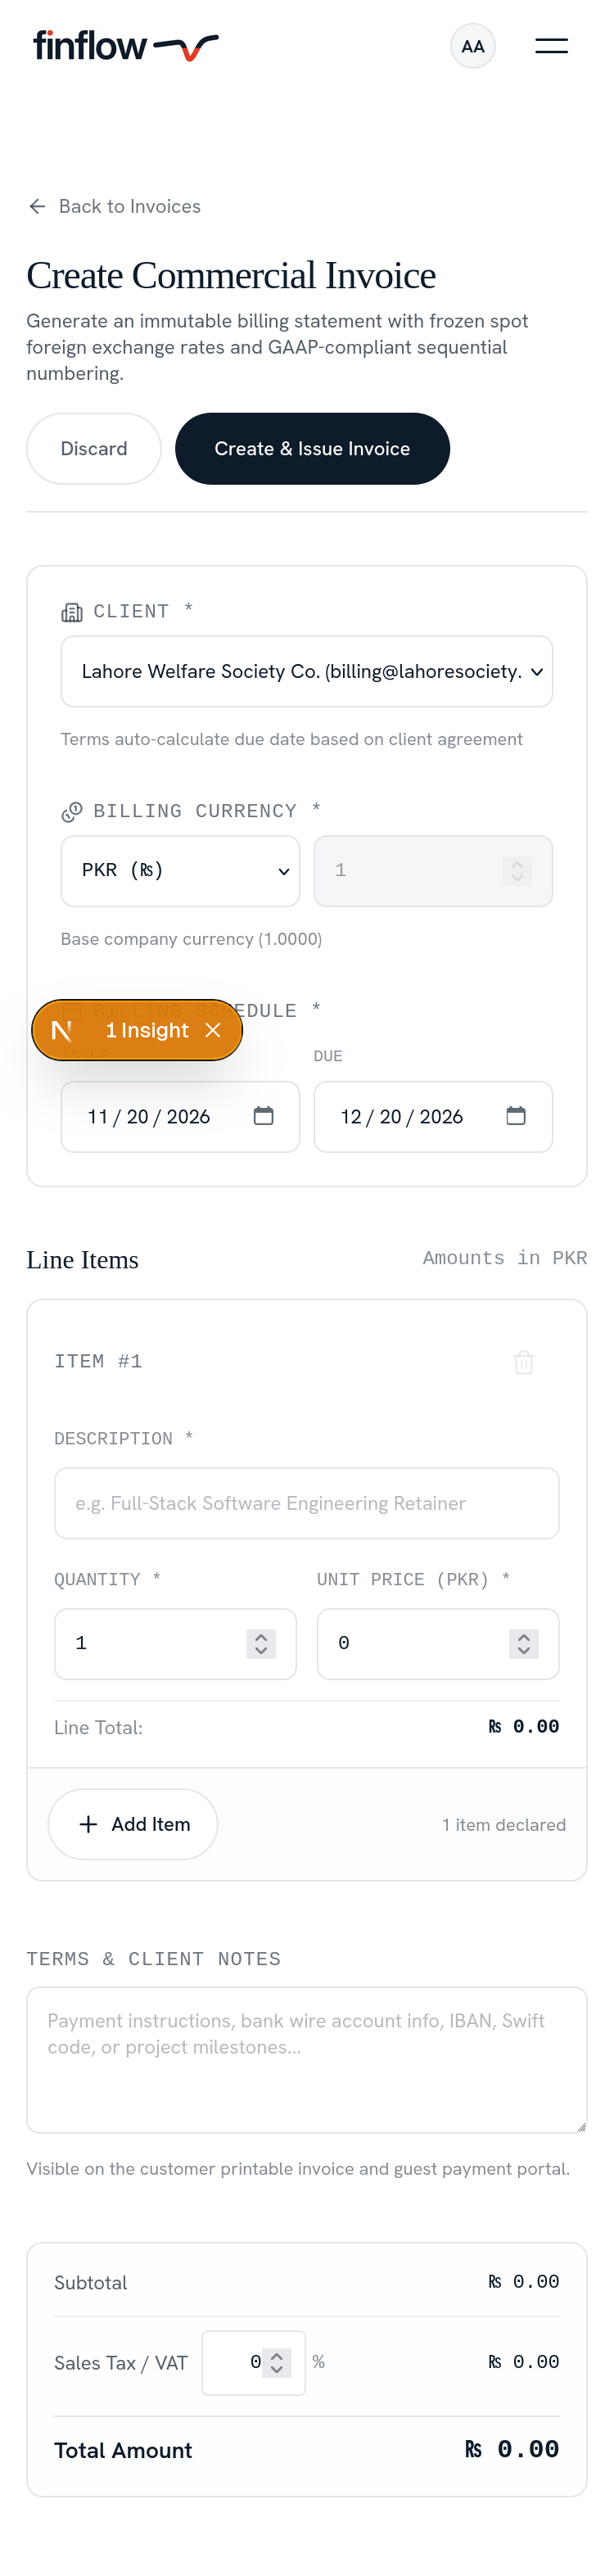 finflow
AA
Back to Invoices
Create Commercial Invoice
Generate an immutable billing statement with frozen spot
foreign exchange rates and GAAP-compliant sequential
numbering.
Discard
Create & Issue Invoice
CLIENT *
Lahore Welfare Society Co. (billing@lahoresociety.
Terms auto-calculate due date based on client agreement
BILLING CURRENCY *
PKR (₨)
1
Base company currency (1.0000)
BILLING SCHEDULE *
N 1 Insight
DUE
11 / 20 / 2026
12 / 20 / 2026
Line Items
Amounts in PKR
ITEM #1
DESCRIPTION *
e.g. Full-Stack Software Engineering Retainer
QUANTITY *
UNIT PRICE (PKR) *
1
0
Line Total:
₨ 0.00
Add Item
1 item declared
TERMS & CLIENT NOTES
Payment instructions, bank wire account info, IBAN, Swift
code, or project milestones...
Visible on the customer printable invoice and guest payment portal.
Subtotal
₨ 0.00
Sales Tax / VAT
0
%
₨ 0.00
Total Amount
₨ 0.00